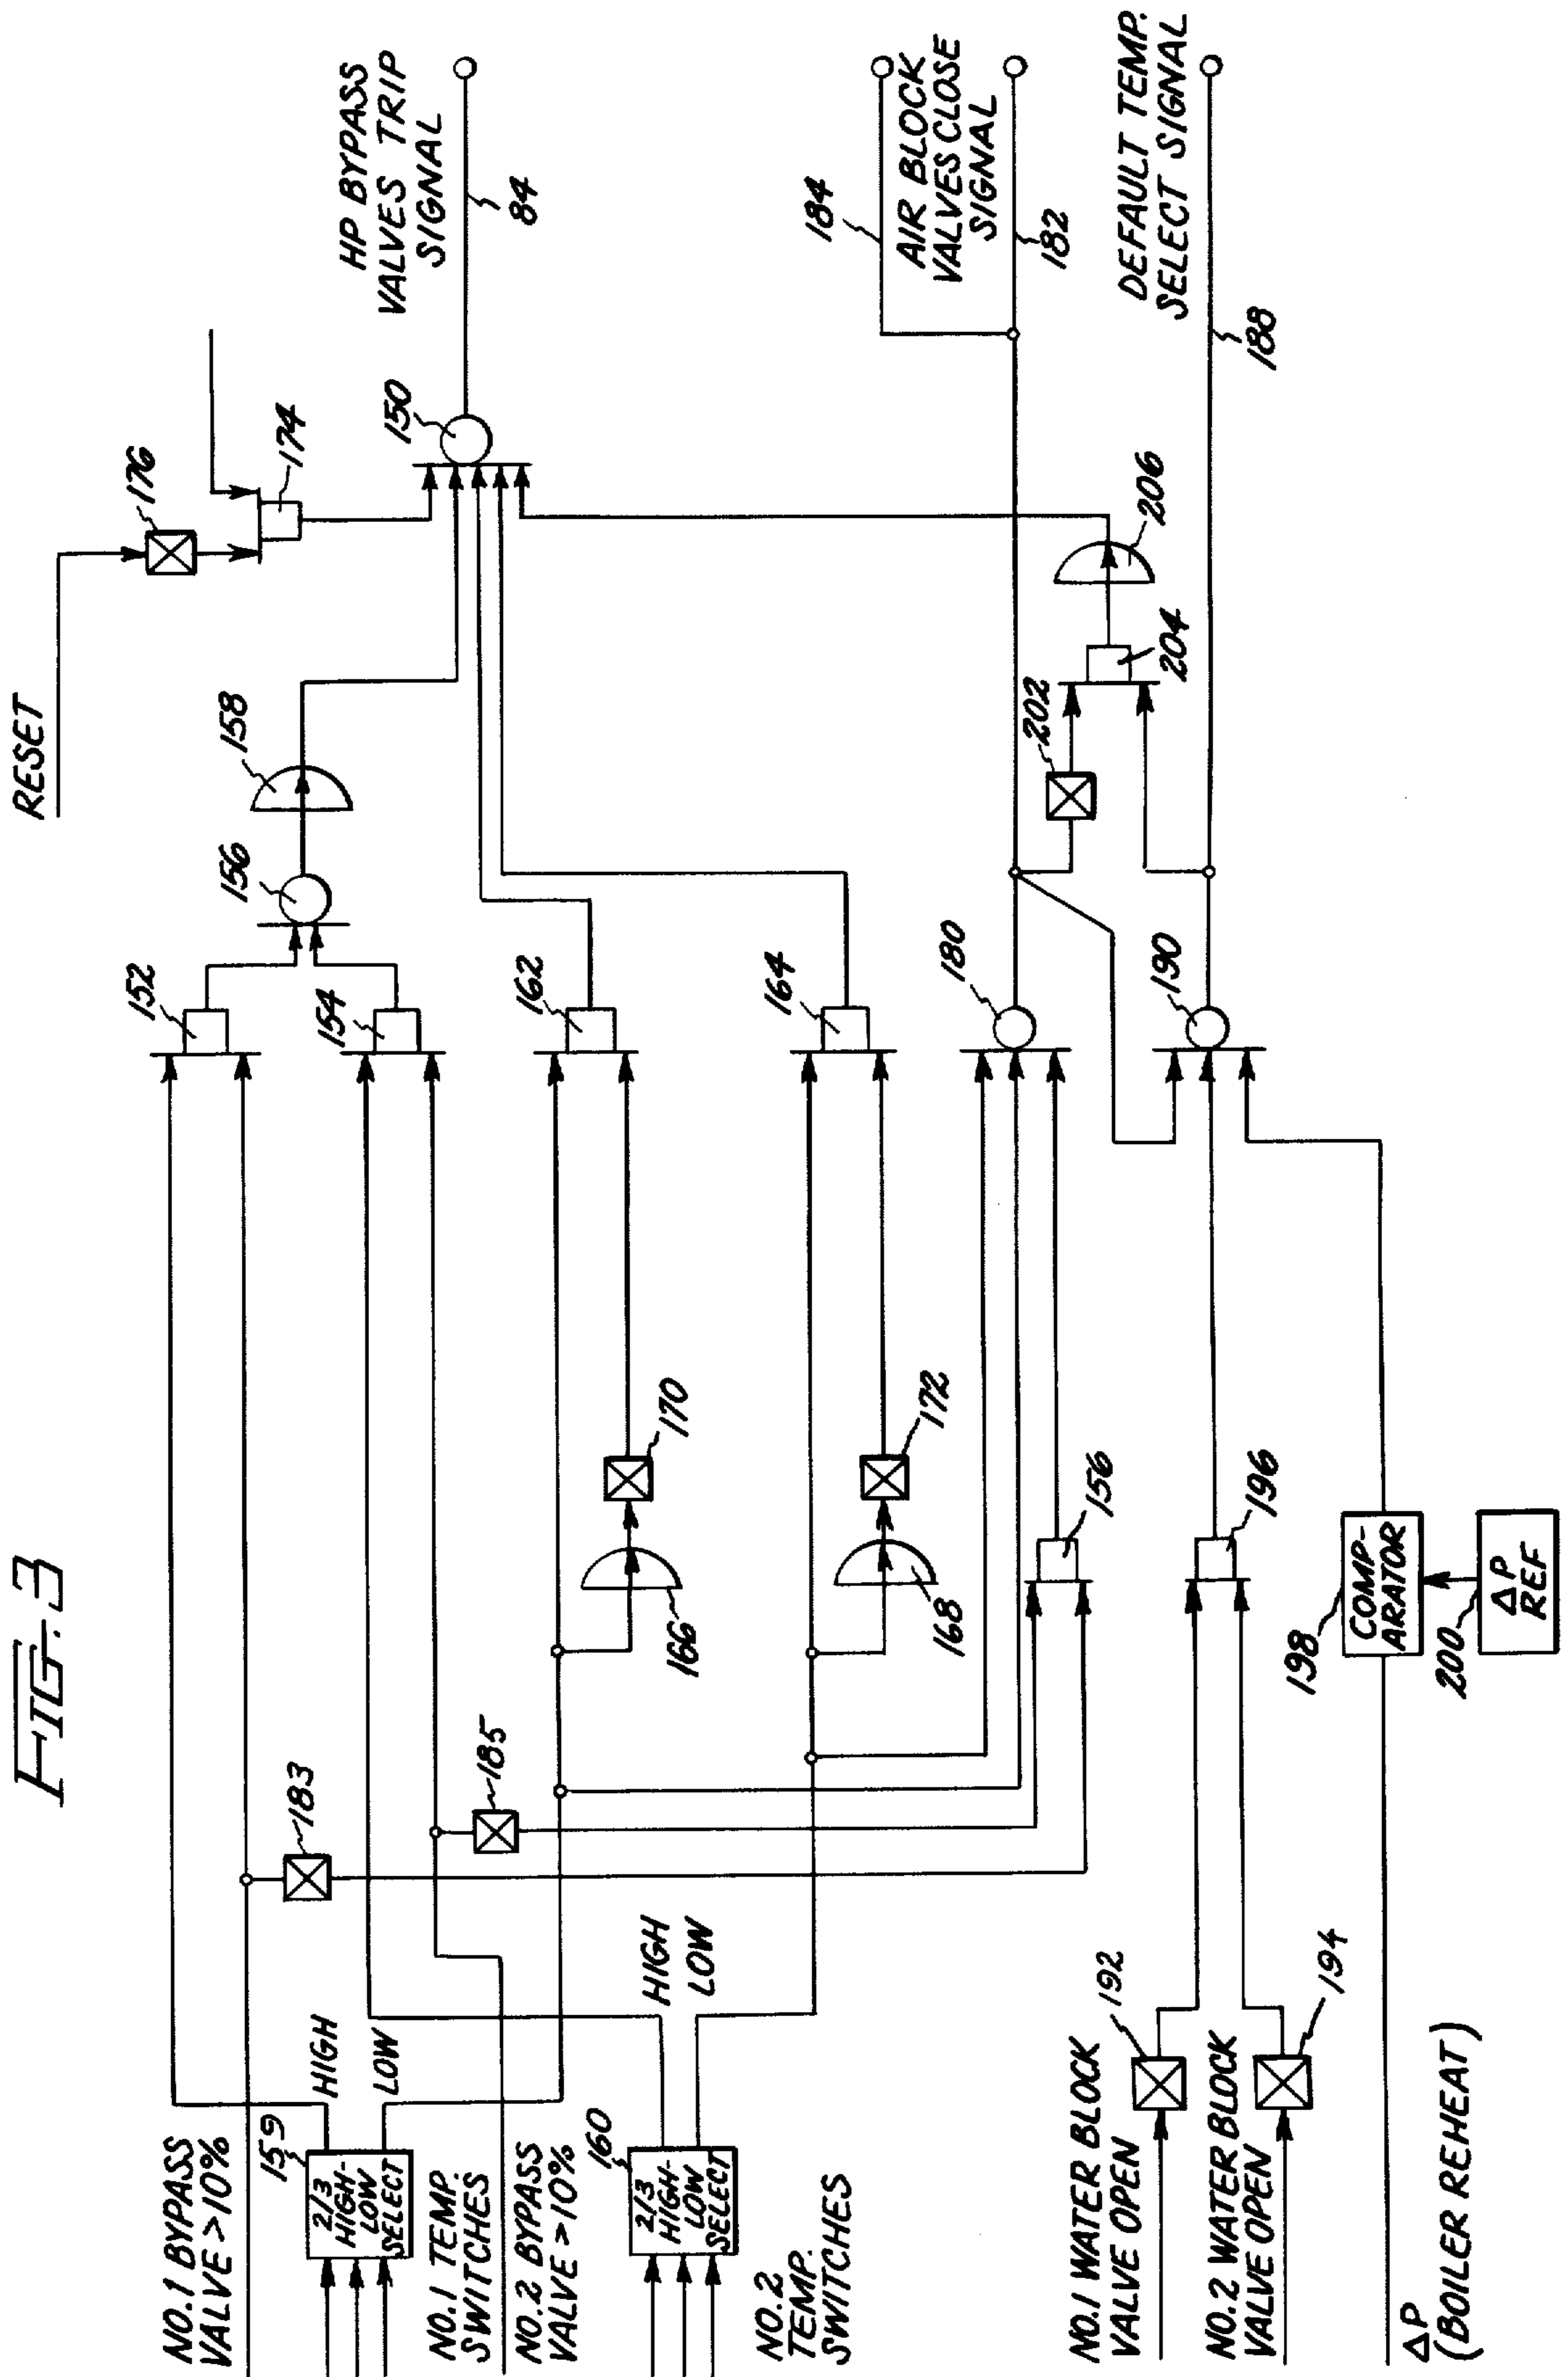 FIG. 3
RESET
176
174
HP BYPASS
VALVES TRIP
SIGNAL
84
150
158
156
152
154
162
164
184
AIR BLOCK
VALVES CLOSE
SIGNAL
182
DEFAULT TEMP.
SELECT SIGNAL
188
206
204
202
180
190
170
166
172
168
156
196
183
185
NO.1 BYPASS
VALVE > 10%
159
2/3
HIGH-
LOW
SELECT
HIGH
LOW
NO.1 TEMP.
SWITCHES
NO.2 BYPASS
VALVE > 10%
160
2/3
HIGH-
LOW
SELECT
HIGH
LOW
NO.2
TEMP.
SWITCHES
NO.1 WATER BLOCK
VALVE OPEN
192
NO.2 WATER BLOCK
VALVE OPEN
194
198
COMP-
ARATOR
200
ΔP
REF
ΔP
(BOILER REHEAT)